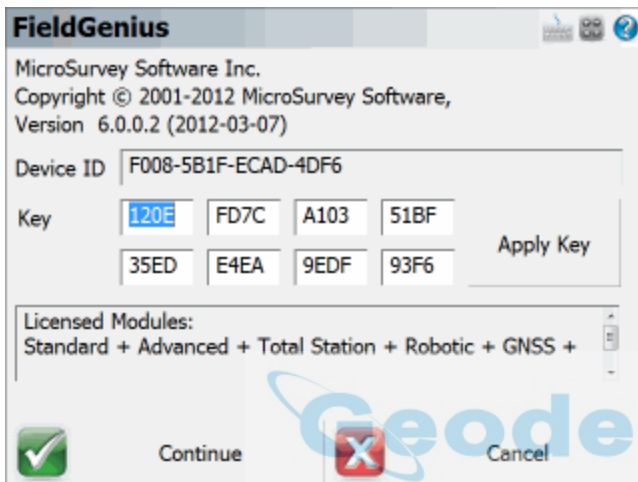 FieldGenius
MicroSurvey Software Inc.
Copyright © 2001-2012 MicroSurvey Software,
Version 6.0.0.2 (2012-03-07)
Device ID F008-5B1F-ECAD-4DF6
Key 120E FD7C A103 51BF
Apply Key
35ED E4EA 9EDF 93F6
Licensed Modules:
Standard + Advanced + Total Station + Robotic + GNSS +
Geode
Continue Cancel